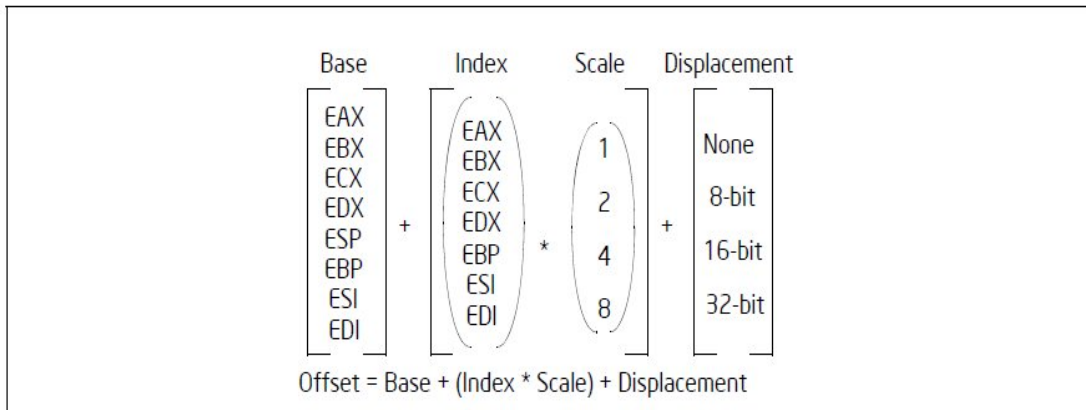 Base Index Scale Displacement
EAX
EBX
ECX
EDX
ESP
EBP
ESI
EDI
+
EAX
EBX
ECX
EDX
EBP
ESI
EDI
*
1
2
4
8
+
None
8-bit
16-bit
32-bit
Offset = Base + (Index * Scale) + Displacement